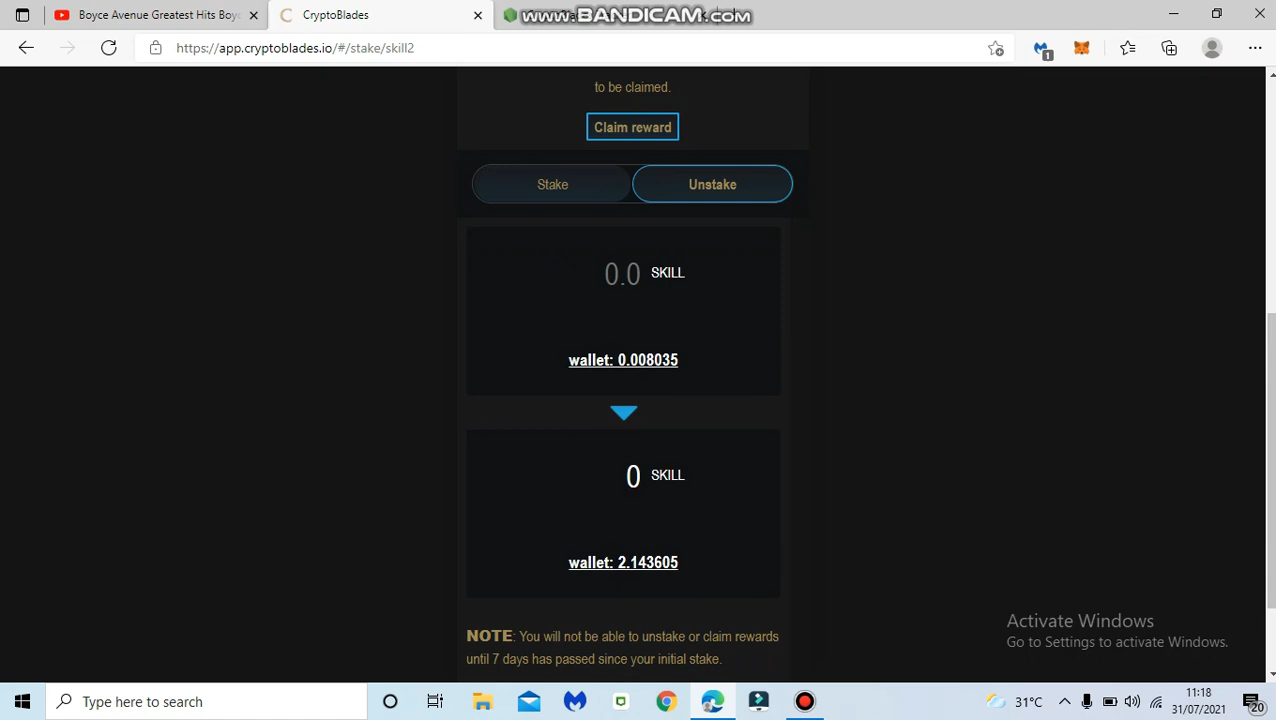 Boyce Avenue Greatest Hits Boy
CryptoBlades
www.BANDICAM.com
https://app.cryptoblades.io/#/stake/skill2
1
to be claimed.
Claim reward
Stake
Unstake
0.0 SKILL
wallet: 0.008035
0 SKILL
wallet: 2.143605
NOTE: You will not be able to unstake or claim rewards
until 7 days has passed since your initial stake.
Activate Windows
Go to Settings to activate Windows.
Type here to search
31°C
11:18
31/07/2021
20